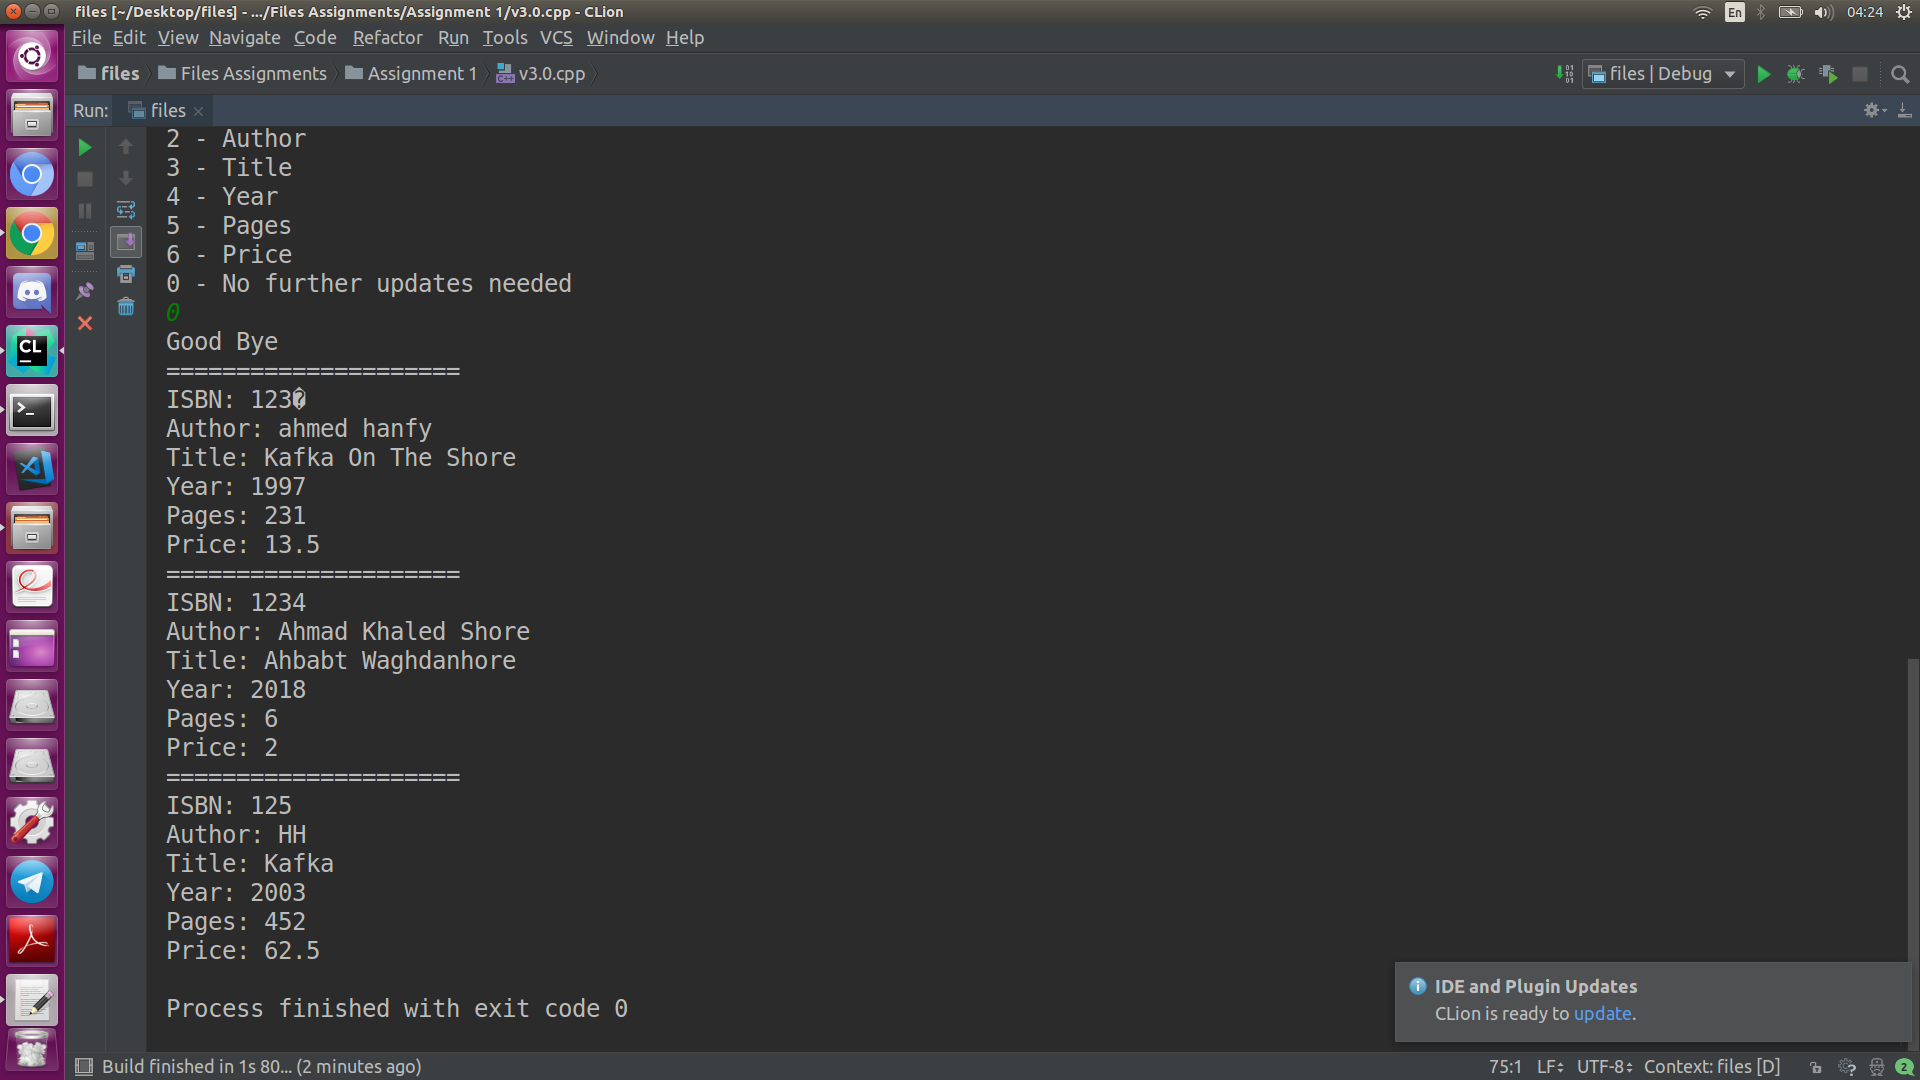 files [~/Desktop/files] - .../Files Assignments/Assignment 1/v3.0.cpp - CLion
En
04:24
File Edit View Navigate Code Refactor Run Tools VCS Window Help
files Files Assignments Assignment 1 v3.0.cpp
files | Debug
Run: files
2 - Author
3 - Title
4 - Year
5 - Pages
6 - Price
0 - No further updates needed
0
Good Bye
=====================
ISBN: 123�
Author: ahmed hanfy
Title: Kafka On The Shore
Year: 1997
Pages: 231
Price: 13.5
=====================
ISBN: 1234
Author: Ahmad Khaled Shore
Title: Ahbabt Waghdanhore
Year: 2018
Pages: 6
Price: 2
=====================
ISBN: 125
Author: HH
Title: Kafka
Year: 2003
Pages: 452
Price: 62.5
Process finished with exit code 0
IDE and Plugin Updates
CLion is ready to update.
Build finished in 1s 80... (2 minutes ago)
75:1 LF UTF-8 Context: files [D]
2
CL